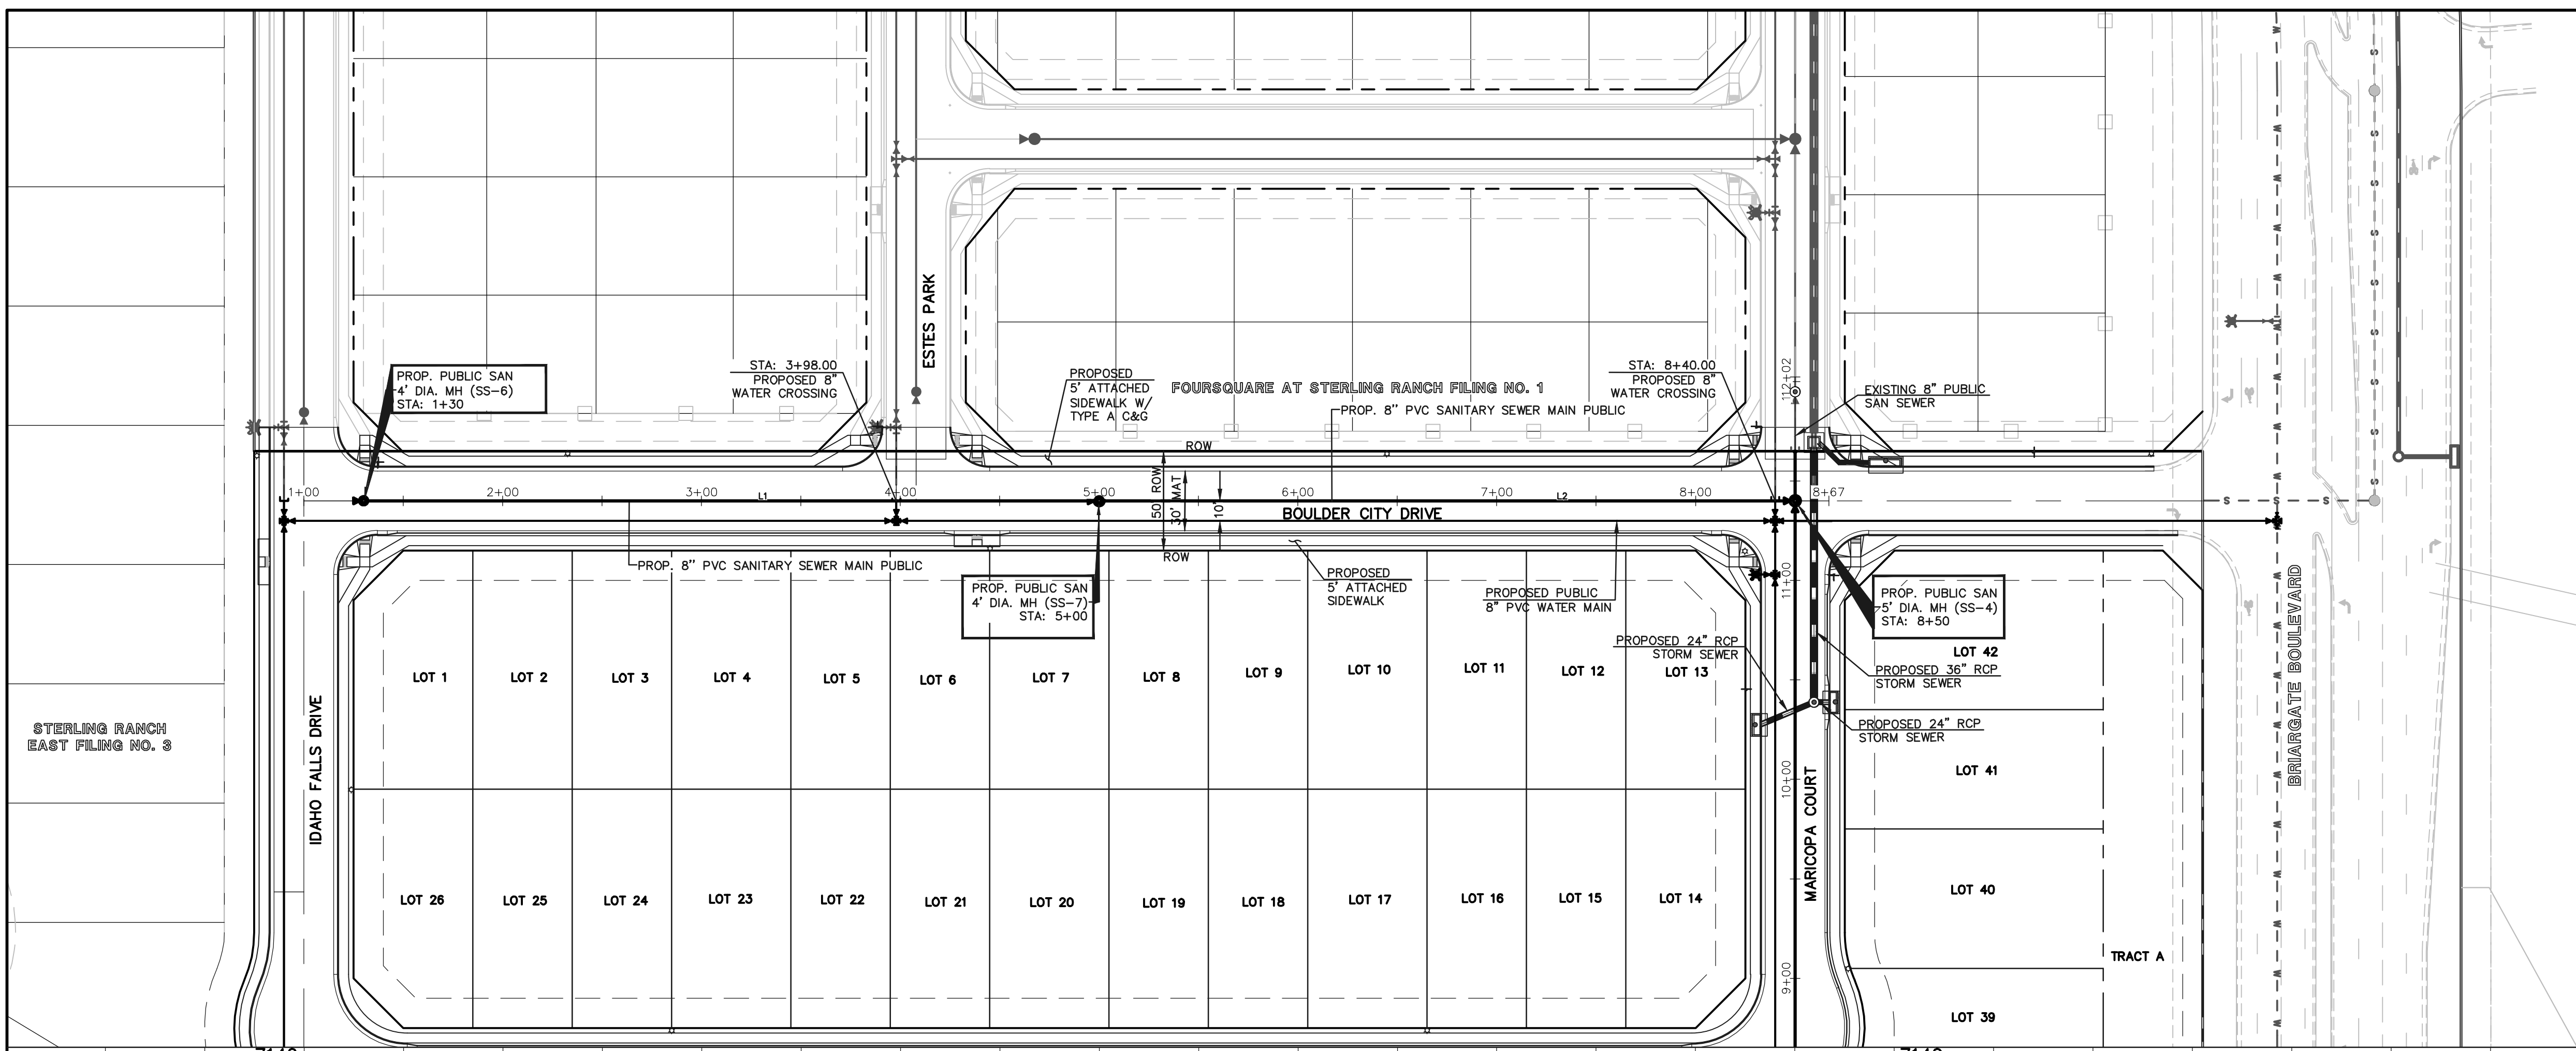 PROP. PUBLIC SAN
4' DIA. MH (SS-6)
STA: 1+30
STA: 3+98.00
PROPOSED 8"
WATER CROSSING
ESTES PARK
PROPOSED
5' ATTACHED
SIDEWALK W/
TYPE A C&G
FOURSQUARE AT STERLING RANCH FILING NO. 1
PROP. 8" PVC SANITARY SEWER MAIN PUBLIC
STA: 8+40.00
PROPOSED 8"
WATER CROSSING
12+02
EXISTING 8" PUBLIC
SAN SEWER
ROW
1+00
2+00
3+00
L1
4+00
5+00
50' ROW
30' MAT
10'
6+00
7+00
L2
8+00
8+67
BOULDER CITY DRIVE
ROW
PROP. 8" PVC SANITARY SEWER MAIN PUBLIC
PROP. PUBLIC SAN
4' DIA. MH (SS-7)
STA: 5+00
PROPOSED
5' ATTACHED
SIDEWALK
PROPOSED PUBLIC
8" PVC WATER MAIN
11+00
PROP. PUBLIC SAN
5' DIA. MH (SS-4)
STA: 8+50
PROPOSED 24" RCP
STORM SEWER
LOT 42
PROPOSED 36" RCP
STORM SEWER
PROPOSED 24" RCP
STORM SEWER
BRIARGATE BOULEVARD
S S S
W
STERLING RANCH
EAST FILING NO. 3
IDAHO FALLS DRIVE
LOT 1
LOT 2
LOT 3
LOT 4
LOT 5
LOT 6
LOT 7
LOT 8
LOT 9
LOT 10
LOT 11
LOT 12
LOT 13
10+00
MARICOPA COURT
LOT 41
LOT 26
LOT 25
LOT 24
LOT 23
LOT 22
LOT 21
LOT 20
LOT 19
LOT 18
LOT 17
LOT 16
LOT 15
LOT 14
LOT 40
9+00
TRACT A
LOT 39